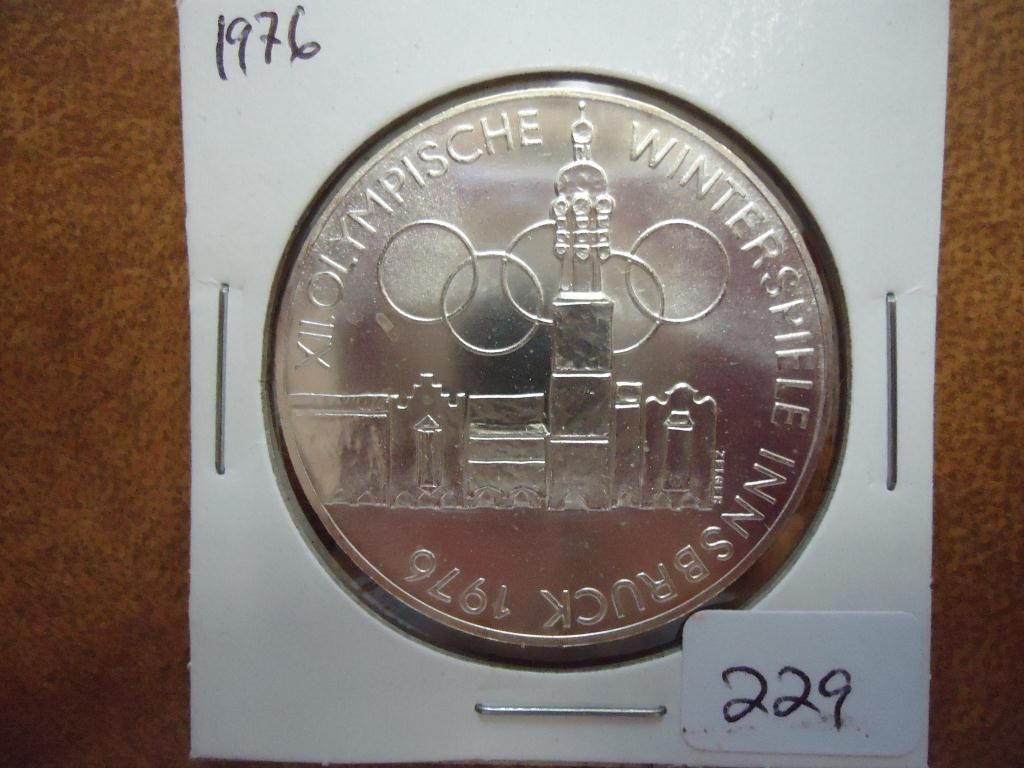 1976
XII. OLYMPISCHE WINTERSPIELE INNSBRUCK 1976
229